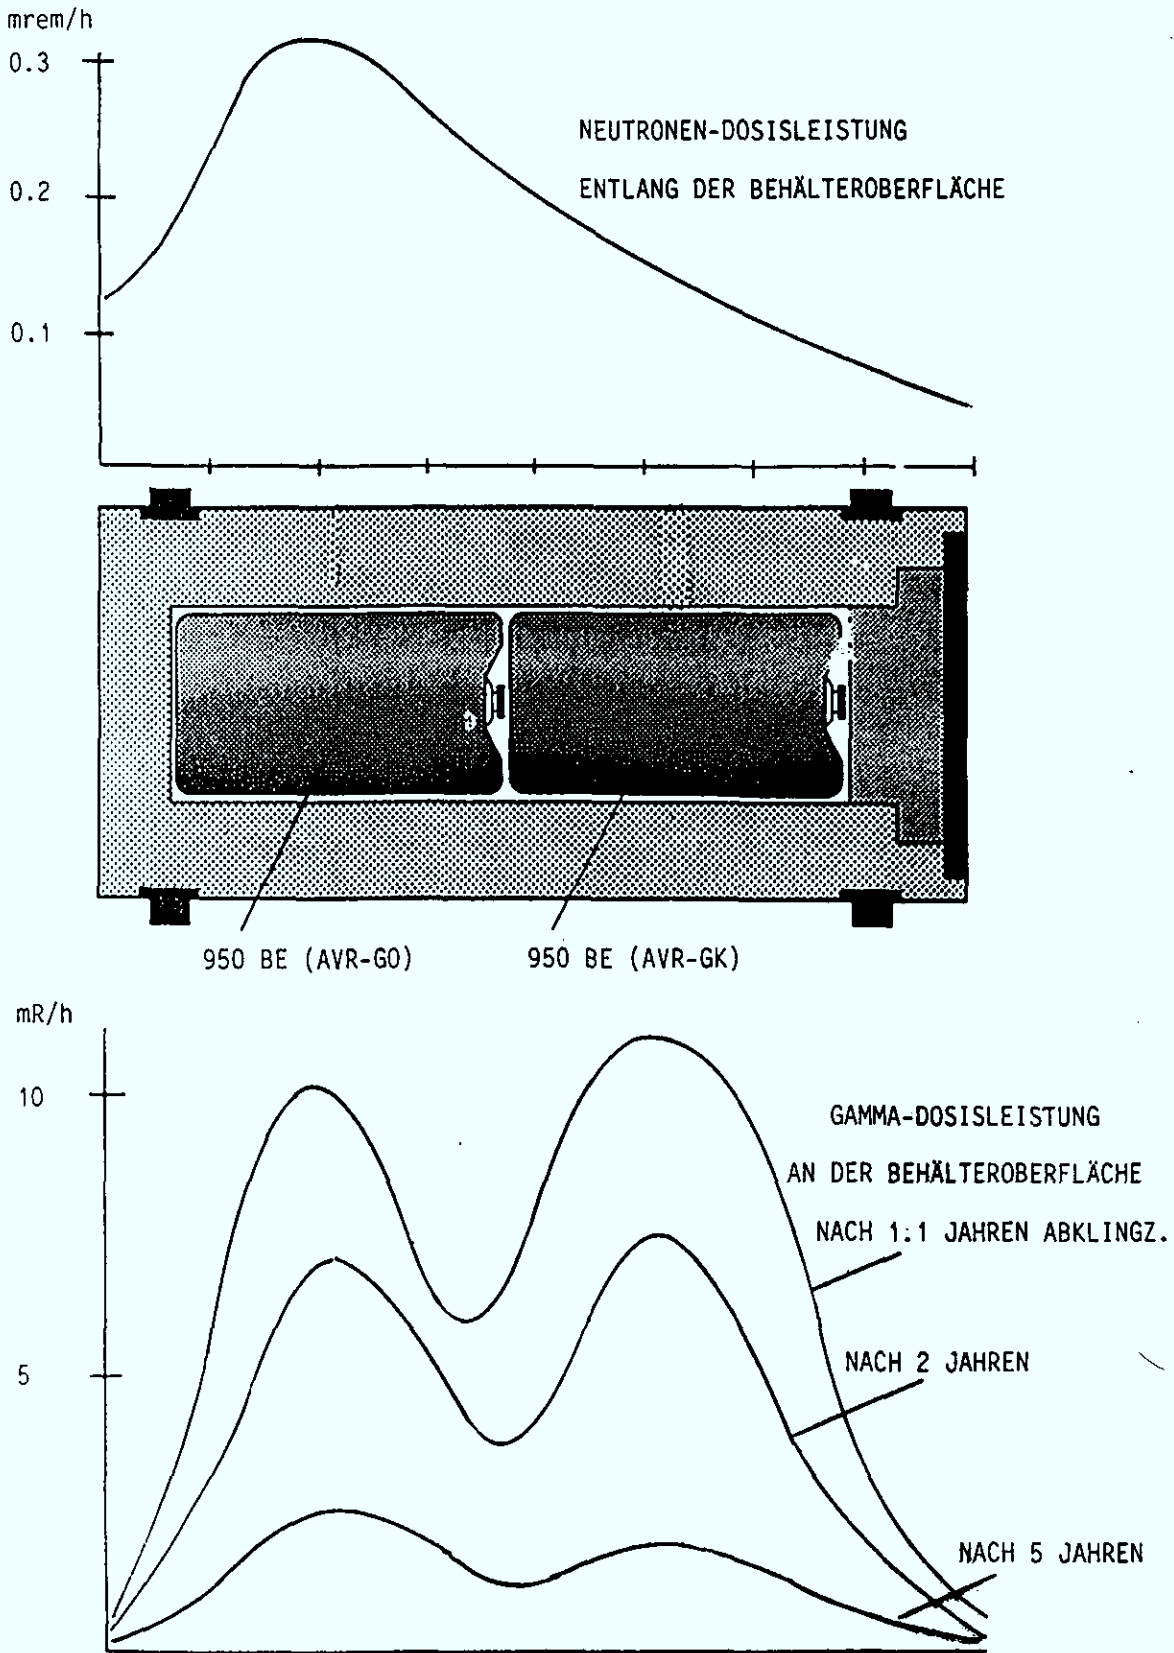 mrem/h
0.3
NEUTRONEN-DOSISLEISTUNG
0.2
ENTLANG DER BEHÄLTEROBERFLÄCHE
0.1
950 BE (AVR-GO)
950 BE (AVR-GK)
mR/h
10
GAMMA-DOSISLEISTUNG
AN DER BEHÄLTEROBERFLÄCHE
NACH 1.1 JAHREN ABKLINGZ.
NACH 2 JAHREN
5
NACH 5 JAHREN